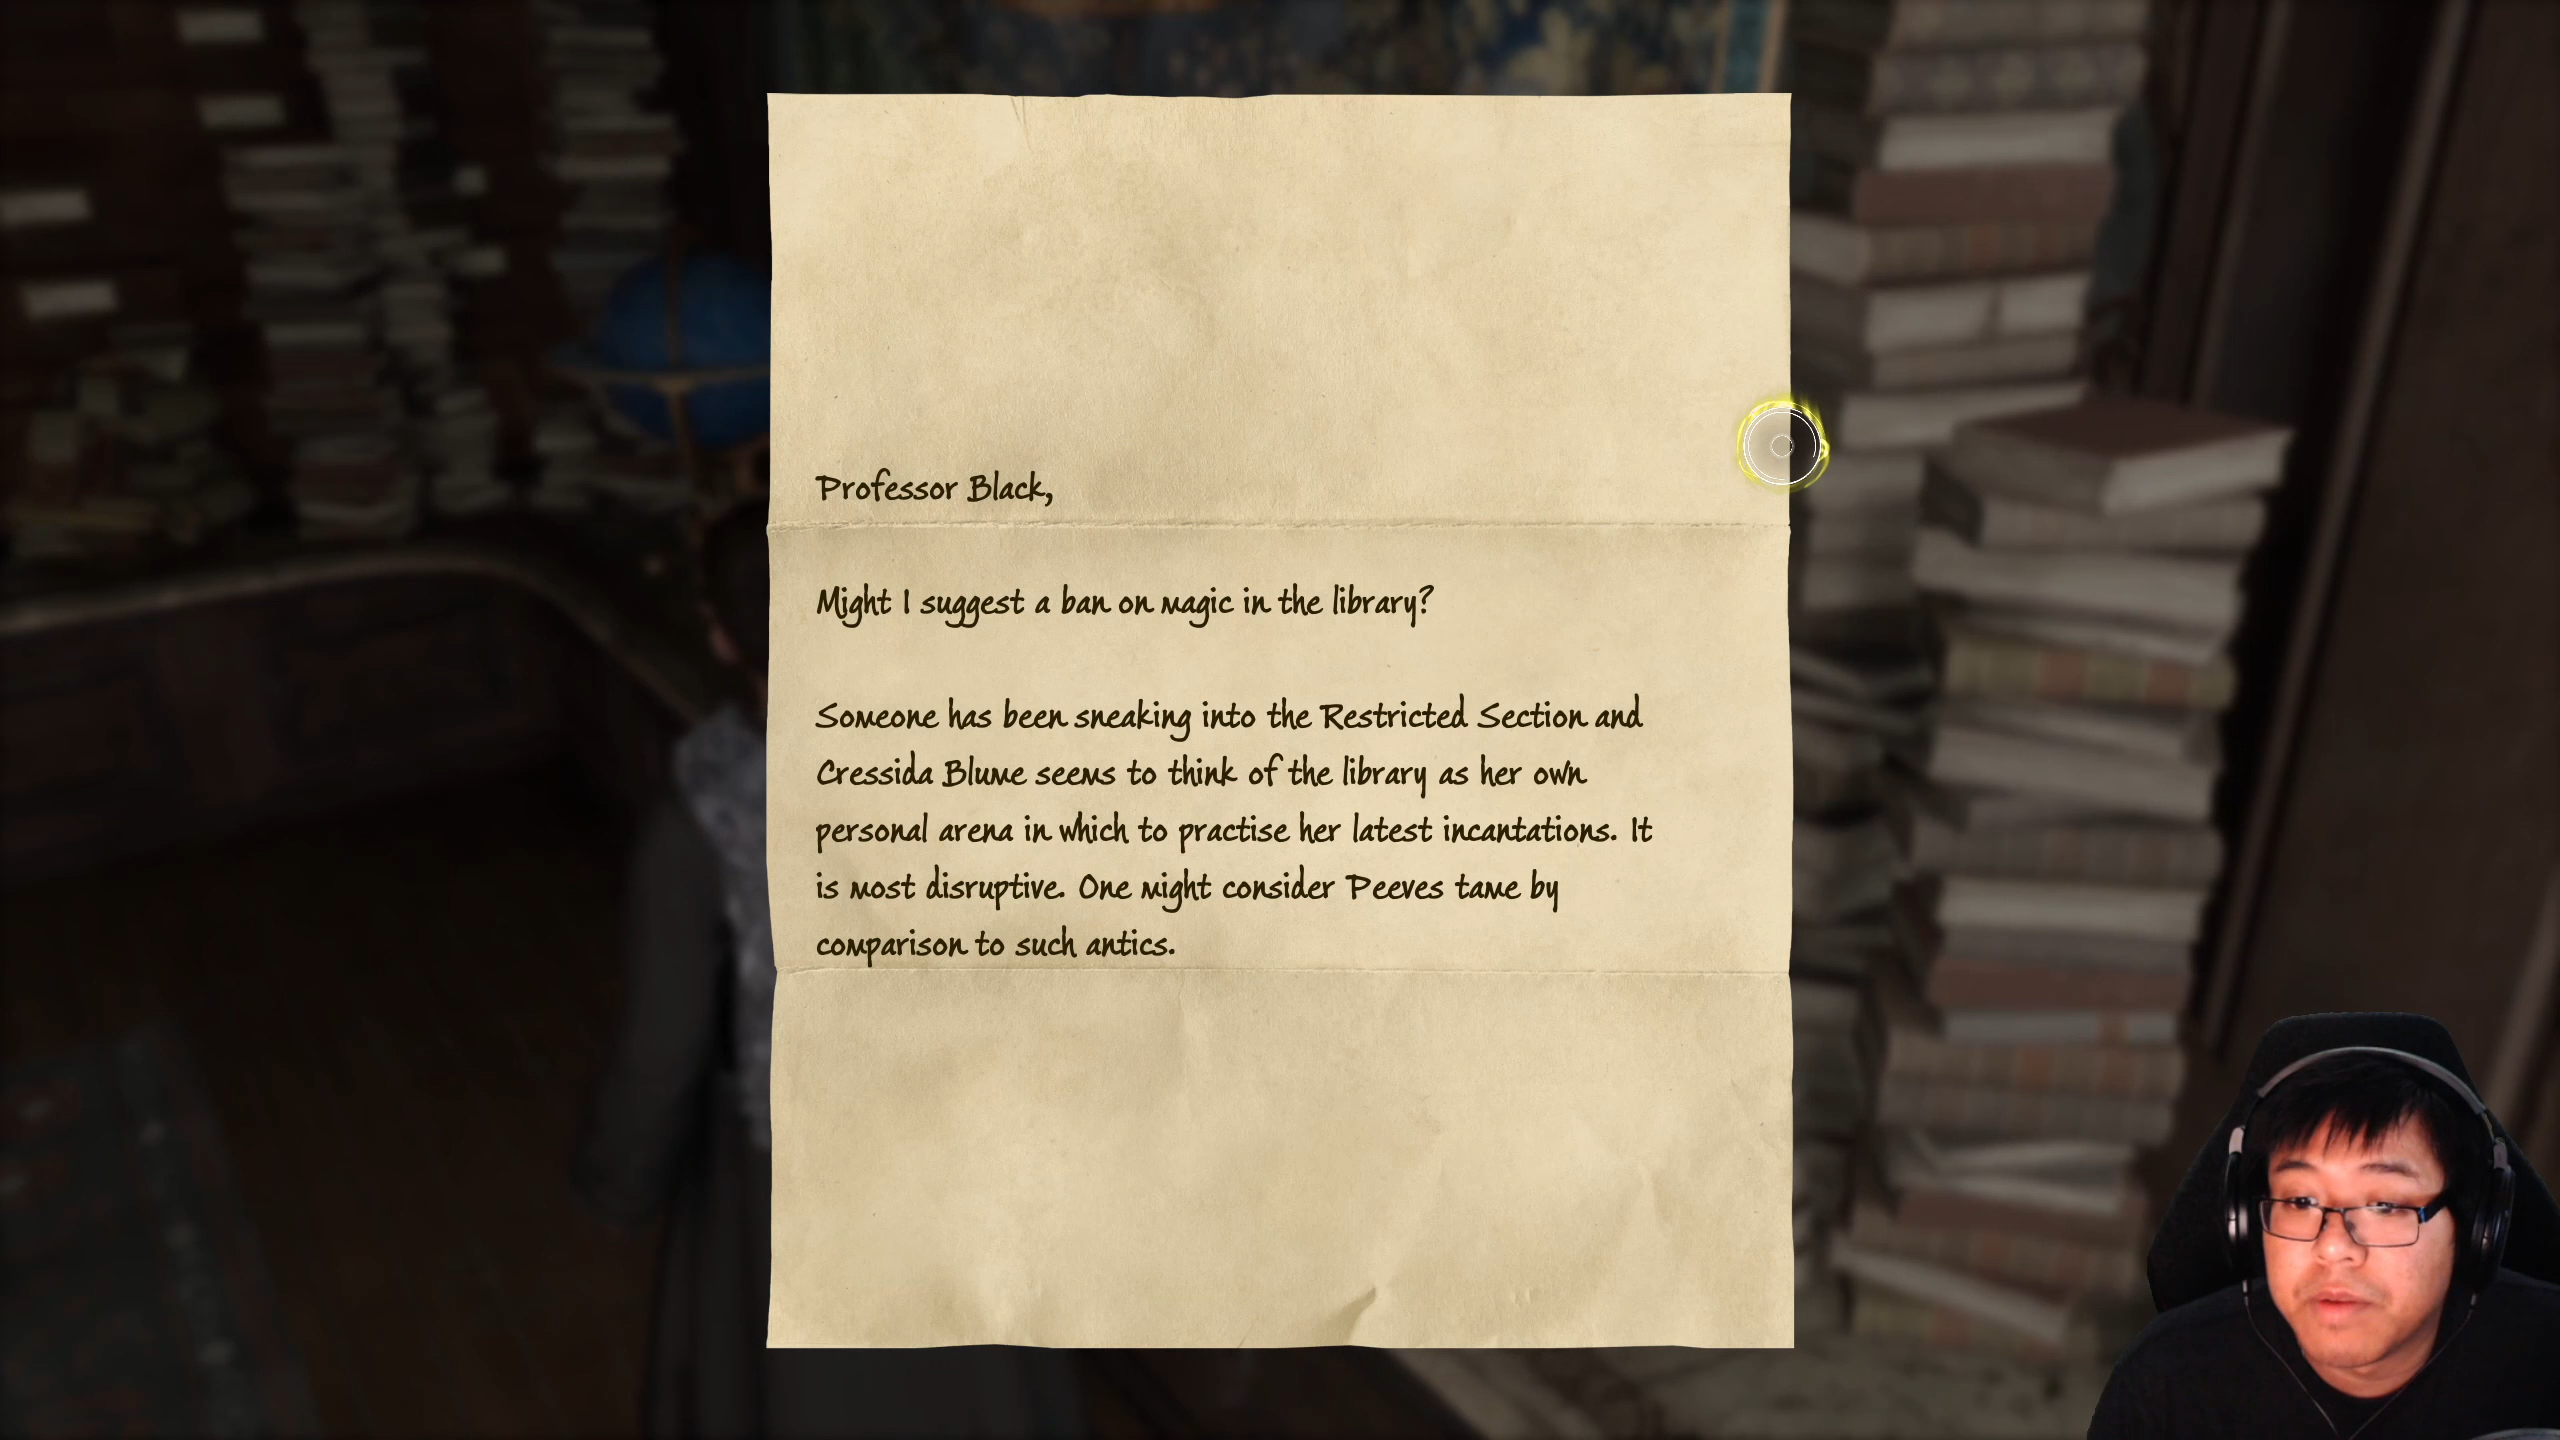 Professor Black,
Might I suggest a ban on magic in the library?
Someone has been sneaking into the Restricted Section and
Cressida Blume seems to think of the library as her own
personal arena in which to practise her latest incantations. It
is most disruptive. One might consider Peeves tame by
comparison to such antics.